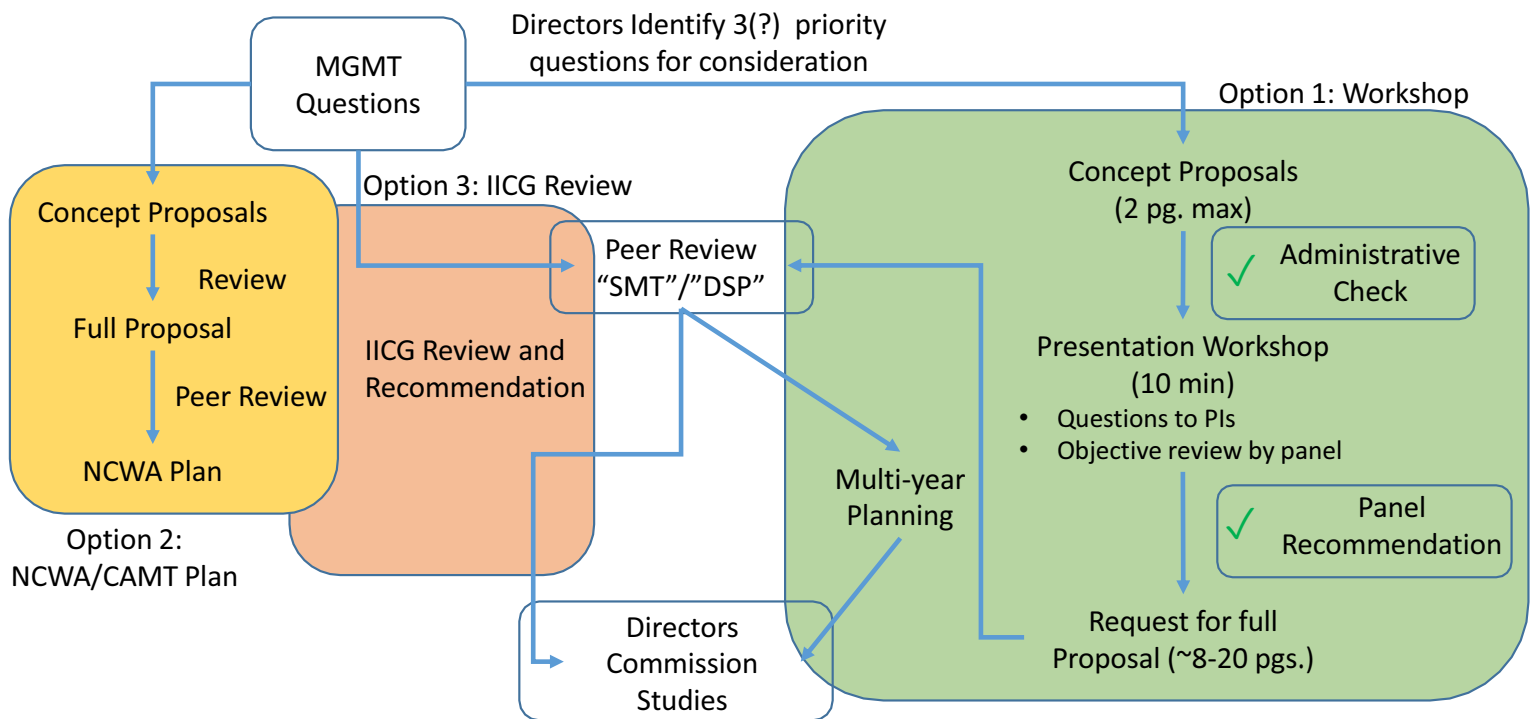 Directors Identify 3(?) priority
questions for consideration
MGMT
Questions
Option 1: Workshop
Option 3: IICG Review
Concept Proposals
Review
Full Proposal
Peer Review
NCWA Plan
Option 2:
NCWA/CAMT Plan
IICG Review and
Recommendation
Peer Review
“SMT”/”DSP”
Multi-year
Planning
Directors
Commission
Studies
Concept Proposals
(2 pg. max)
✓ Administrative
Check
Presentation Workshop
(10 min)
• Questions to PIs
• Objective review by panel
✓ Panel
Recommendation
Request for full
Proposal (~8-20 pgs.)